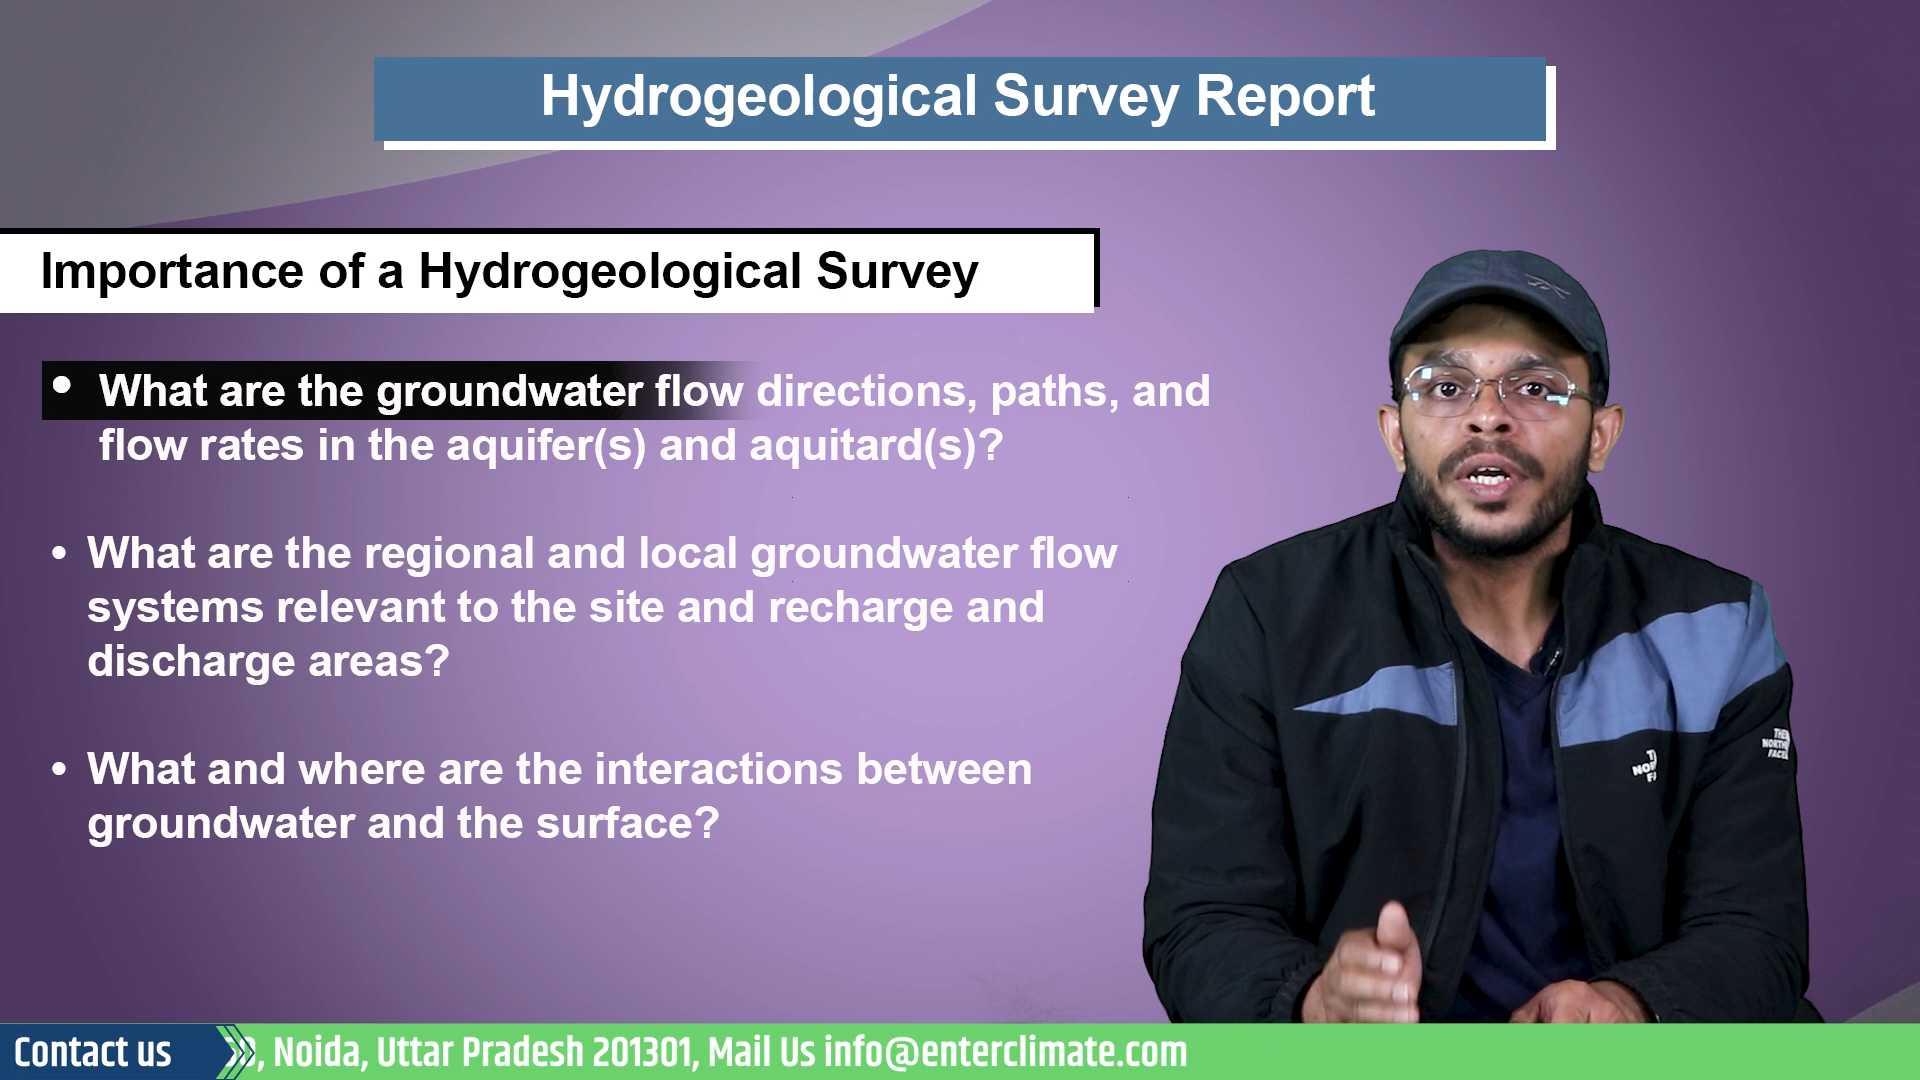 Hydrogeological Survey Report
Importance of a Hydrogeological Survey
• What are the groundwater flow directions, paths, and
flow rates in the aquifer(s) and aquitard(s)?
• What are the regional and local groundwater flow
systems relevant to the site and recharge and
discharge areas?
• What and where are the interactions between
groundwater and the surface?
THE
NORTH
FACE
Contact us
, Noida, Uttar Pradesh 201301, Mail Us info@enterclimate.com